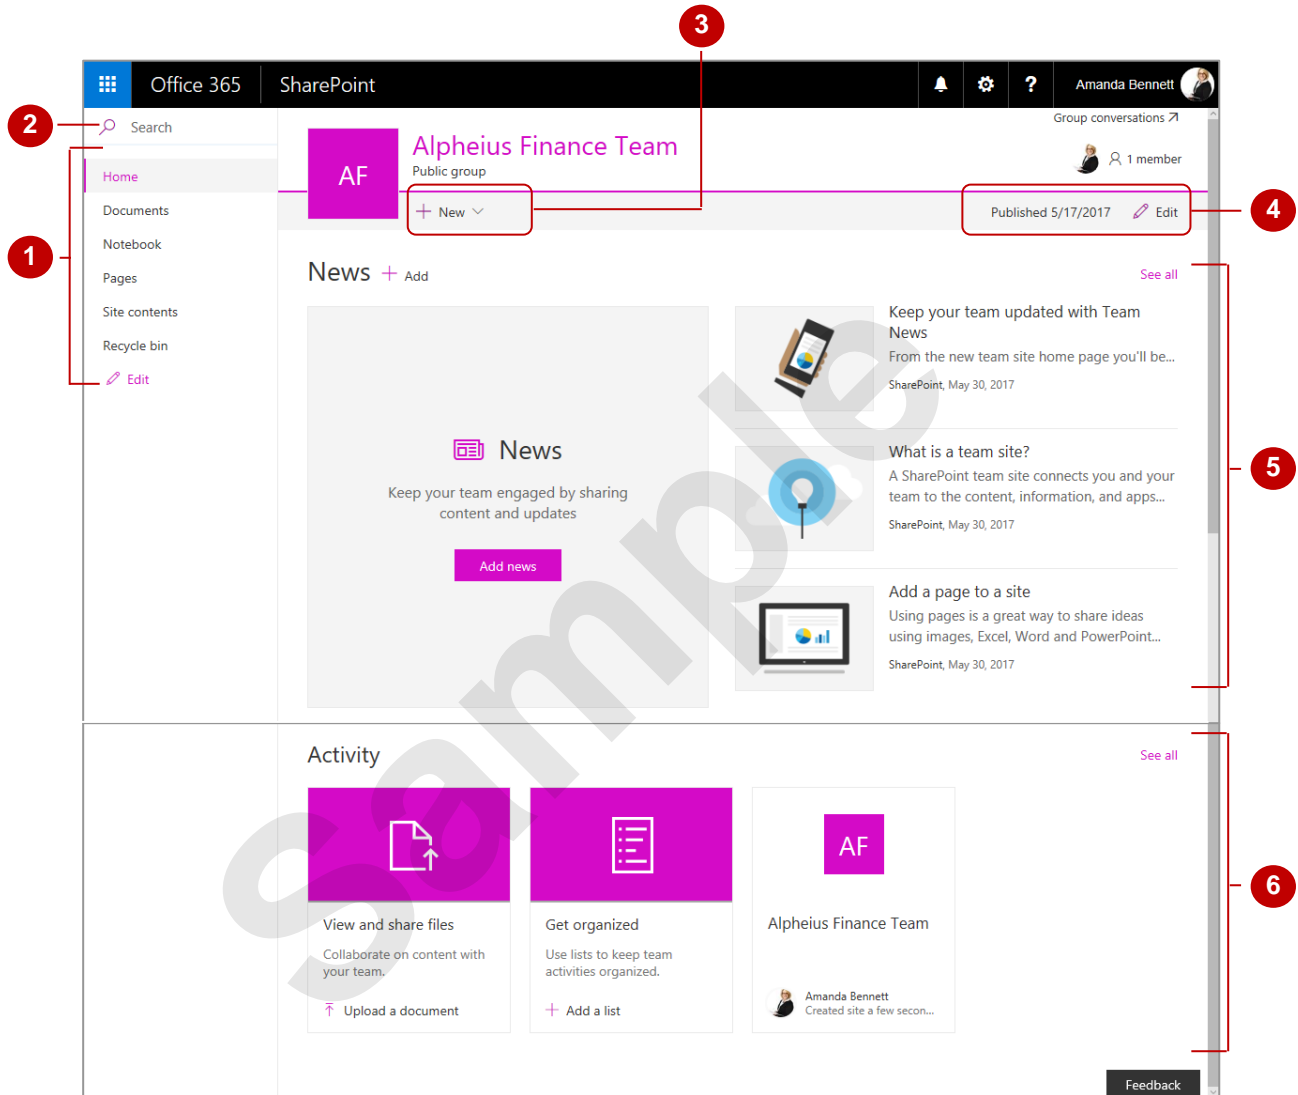 3
Office 365 SharePoint ? Amanda Bennett
2 Search Group conversations
Alpheius Finance Team
AF Public group 1 member
1
Home
Documents
Notebook
Pages
Site contents
Recycle bin
Edit
+ New Published 5/17/2017 Edit 4
News + Add See all
News
Keep your team engaged by sharing
content and updates
Add news
Keep your team updated with Team
News
From the new team site home page you'll be...
SharePoint, May 30, 2017
What is a team site?
A SharePoint team site connects you and your
team to the content, information, and apps...
SharePoint, May 30, 2017
Add a page to a site
Using pages is a great way to share ideas
using images, Excel, Word and PowerPoint...
SharePoint, May 30, 2017
5
Sample
Activity See all
View and share files
Collaborate on content with
your team.
Upload a document
Get organized
Use lists to keep team
activities organized.
+ Add a list
AF
Alpheius Finance Team
Amanda Bennett
Created site a few secon...
6
Feedback